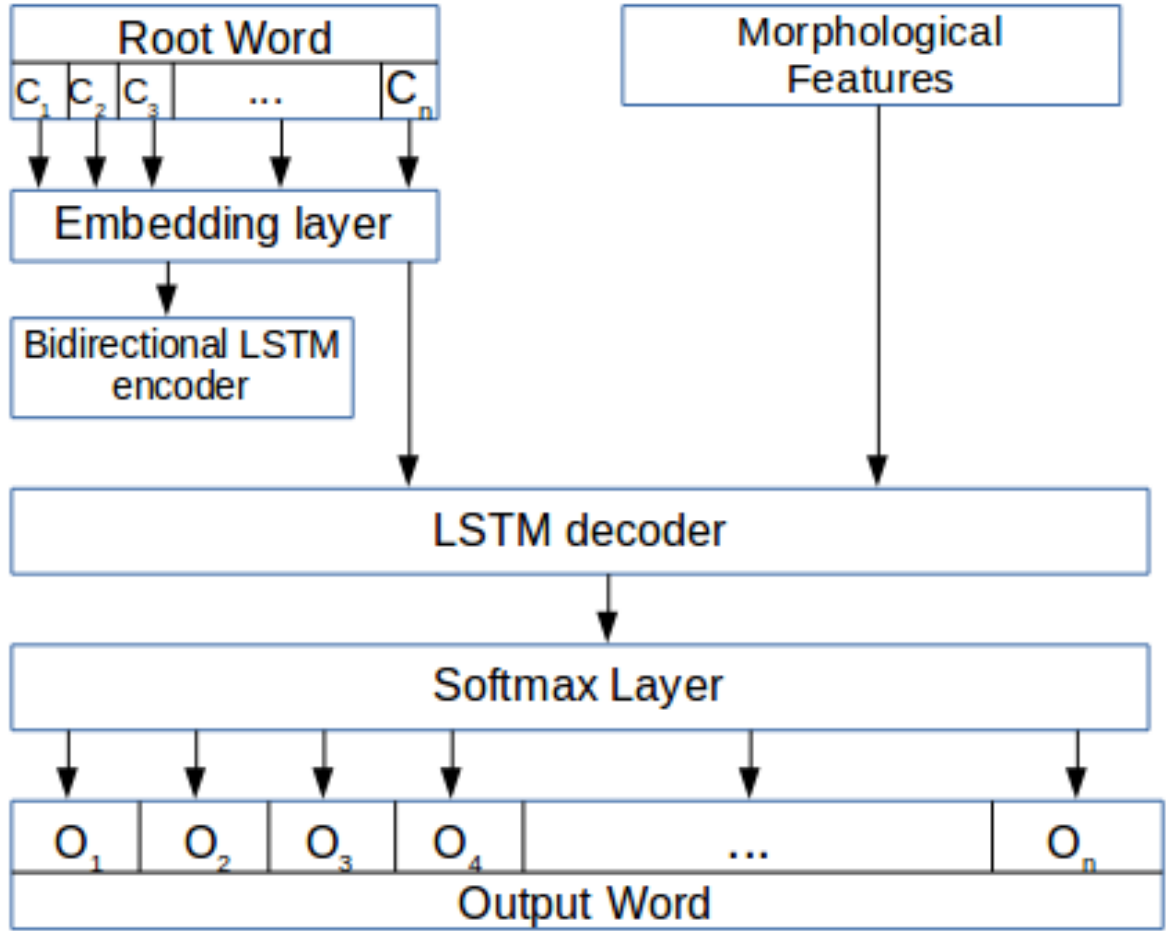 Root Word
C1 C2 C3 ... Cn
Morphological
Features
Embedding layer
Bidirectional LSTM
encoder
LSTM decoder
Softmax Layer
O1 O2 O3 O4 ... On
Output Word